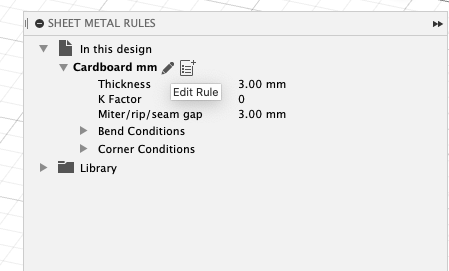 SHEET METAL RULES
In this design
Cardboard mm
Thickness 3.00 mm
Edit Rule
K Factor 0
Miter/rip/seam gap 3.00 mm
Bend Conditions
Corner Conditions
Library